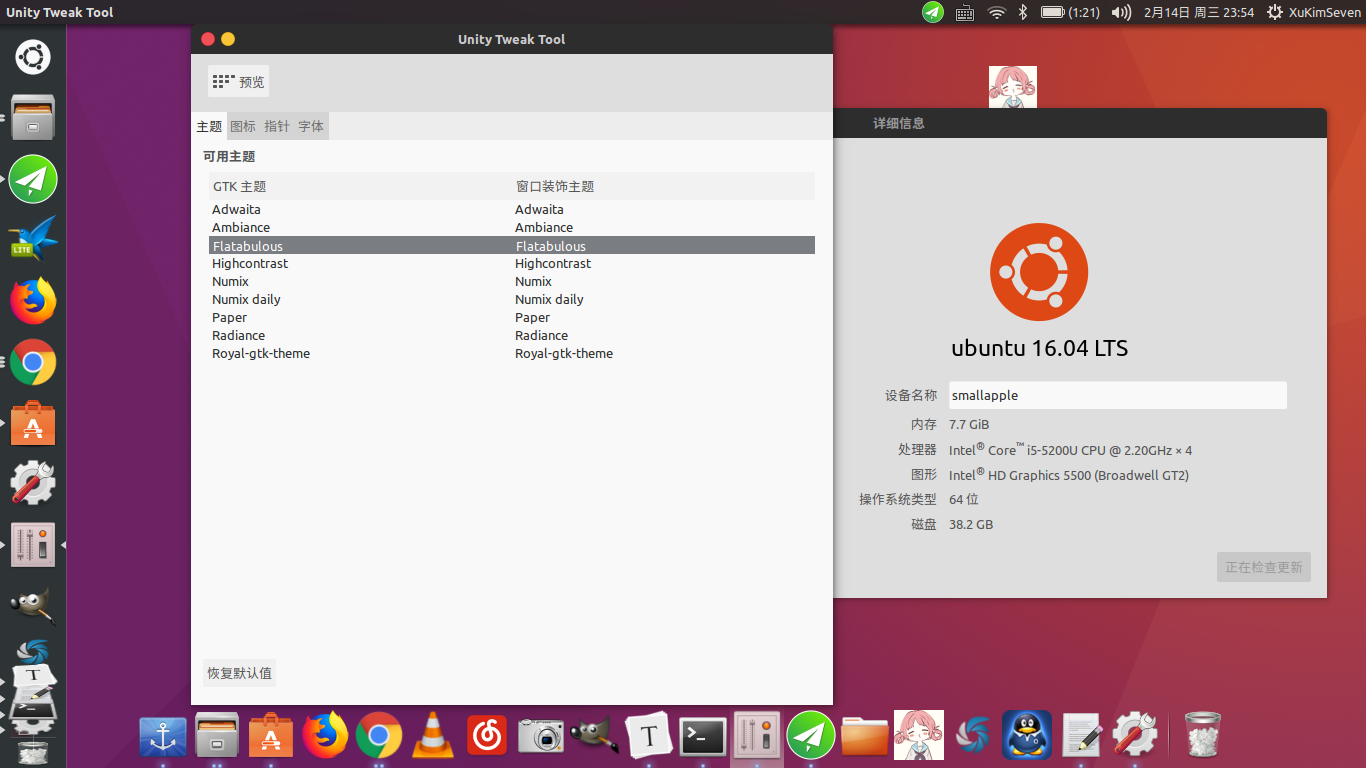 Unity Tweak Tool
(1:21) 2月14日 周三 23:54 XuKimSeven
Unity Tweak Tool
预览
主题 图标 指针 字体
可用主题
GTK 主题 窗口装饰主题
Adwaita Adwaita
Ambiance Ambiance
Flatabulous Flatabulous
Highcontrast Highcontrast
Numix Numix
Numix daily Numix daily
Paper Paper
Radiance Radiance
Royal-gtk-theme Royal-gtk-theme
恢复默认值
详细信息
ubuntu 16.04 LTS
设备名称 smallapple
内存 7.7 GiB
处理器 Intel® Core™ i5-5200U CPU @ 2.20GHz × 4
图形 Intel® HD Graphics 5500 (Broadwell GT2)
操作系统类型 64 位
磁盘 38.2 GB
正在检查更新
LITE
T
T